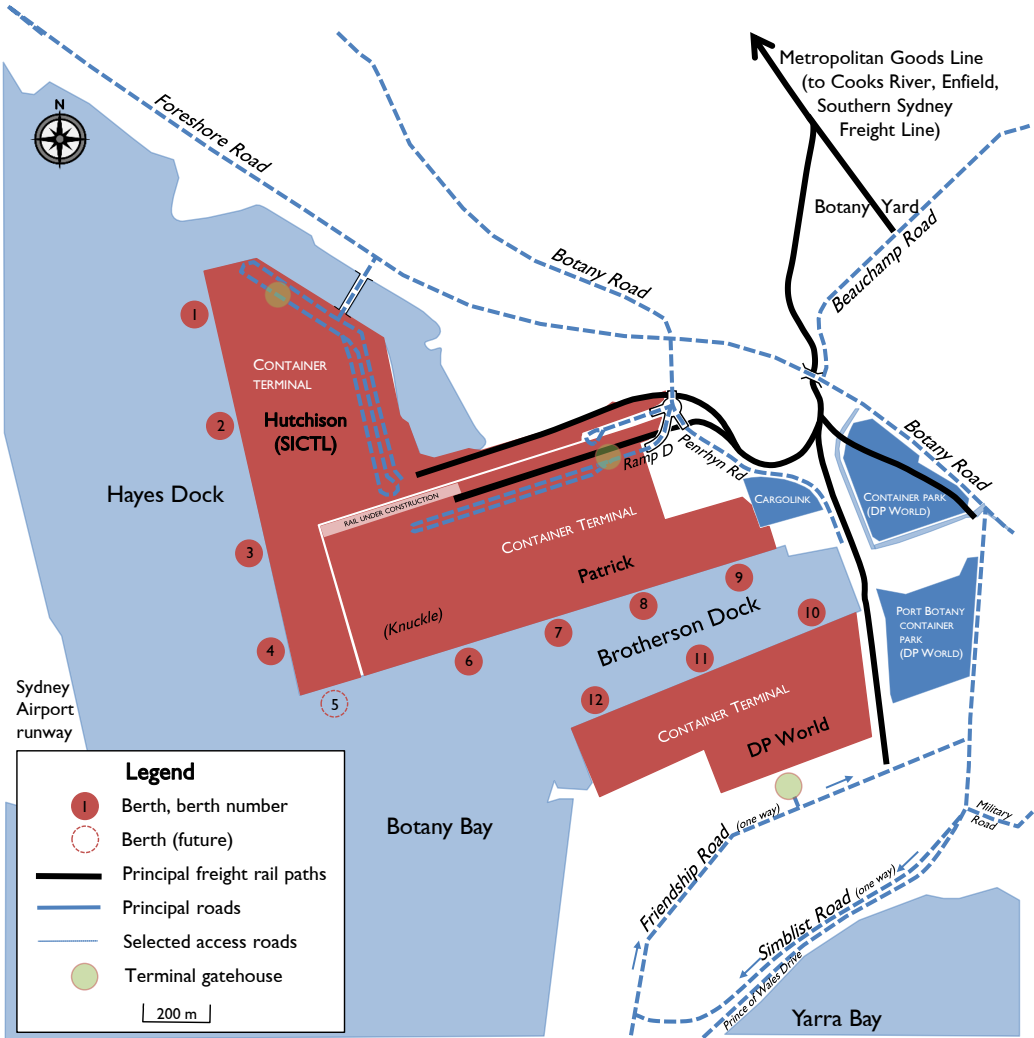 Metropolitan Goods Line
(to Cooks River, Enfield,
Southern Sydney
Freight Line)
N
Foreshore Road
Botany Yard
Beauchamp Road
Botany Road
1
CONTAINER
TERMINAL
2
Hutchison
(SICTL)
Botany Road
Ramp D
Penrhyn Rd
Hayes Dock
RAIL UNDER CONSTRUCTION
CARGOLINK
CONTAINER PARK
(DP WORLD)
CONTAINER TERMINAL
3
Patrick
9
8
10
(Knuckle)
Brotherson Dock
PORT BOTANY
CONTAINER
PARK
(DP WORLD)
7
4
6
11
5
12
CONTAINER TERMINAL
DP World
Sydney
Airport
runway
Legend
1 Berth, berth number
Berth (future)
Principal freight rail paths
Principal roads
Selected access roads
Terminal gatehouse
200 m
Botany Bay
Friendship Road (one way)
Military
Road
Simblist Road (one way)
Prince of Wales Drive
Yarra Bay